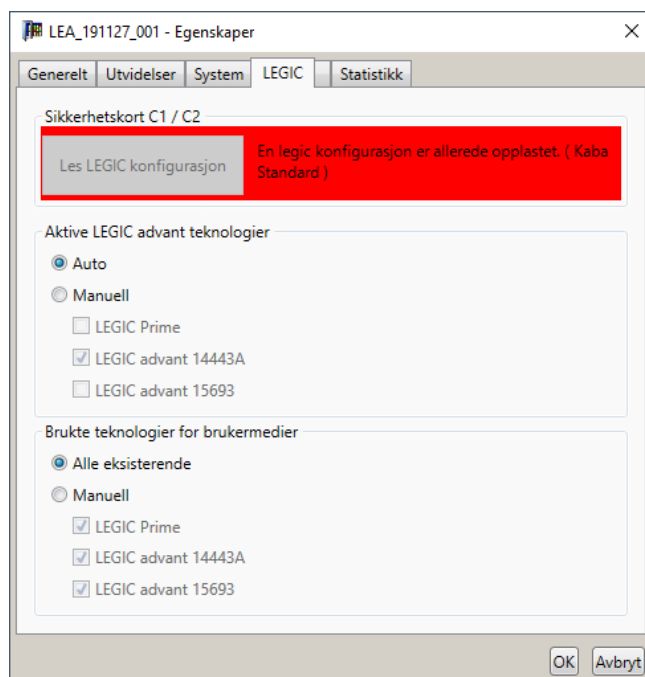 LEA_191127_001 - Egenskaper
Generelt Utvidelser System LEGIC Statistikk
Sikkerhetskort C1 / C2
Les LEGIC konfigurasjon
En legic konfigurasjon er allerede opplastet. ( Kaba
Standard )
Aktive LEGIC advant teknologier
Auto
Manuell
LEGIC Prime
LEGIC advant 14443A
LEGIC advant 15693
Brukte teknologier for brukermedier
Alle eksisterende
Manuell
LEGIC Prime
LEGIC advant 14443A
LEGIC advant 15693
OK Avbryt